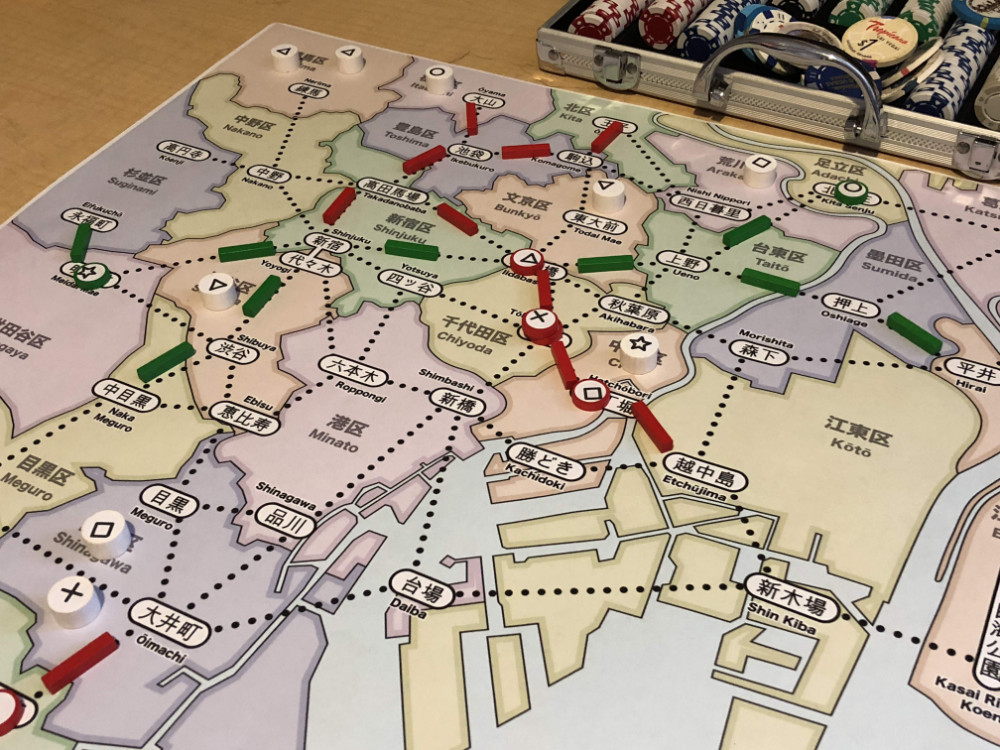 Nerima
練馬
Ōyama
大山
北区
Kita
王子
中野区
Nakano
豊島区
Toshima
池袋
Ikebukuro
Komagome
駒込
荒川
Araka
足立区
Adachi
Kita Senju
高円寺
Kōenji
杉並区
Suginami
中野
Nakano
高田馬場
Takadanobaba
文京区
Bunkyō
東大前
Todai Mae
Nishi Nippori
西日暮里
Eifukuchō
永福町
新宿区
Shinjuku
Shinjuku
新宿
Yoyogi
代々木
Yotsuya
四ッ谷
上野
Ueno
台東区
Taitō
墨田区
Sumida
押上
Oshiage
千代田区
Chiyoda
秋葉原
Akihabara
Morishita
森下
平井
Hirai
Shibuya
渋谷
六本木
Roppongi
Shimbashi
新橋
Hatchōbori
中目黒
Naka
Meguro
Ebisu
恵比寿
港区
Minato
勝どき
Kachidoki
越中島
Etchūjima
江東区
Kōtō
目黒区
Meguro
目黒
Meguro
Shinagawa
品川
Shinagawa
大井町
Ōimachi
台場
Daiba
新木場
Shin Kiba
Kasai Ri
Koen
Tropicana
$1